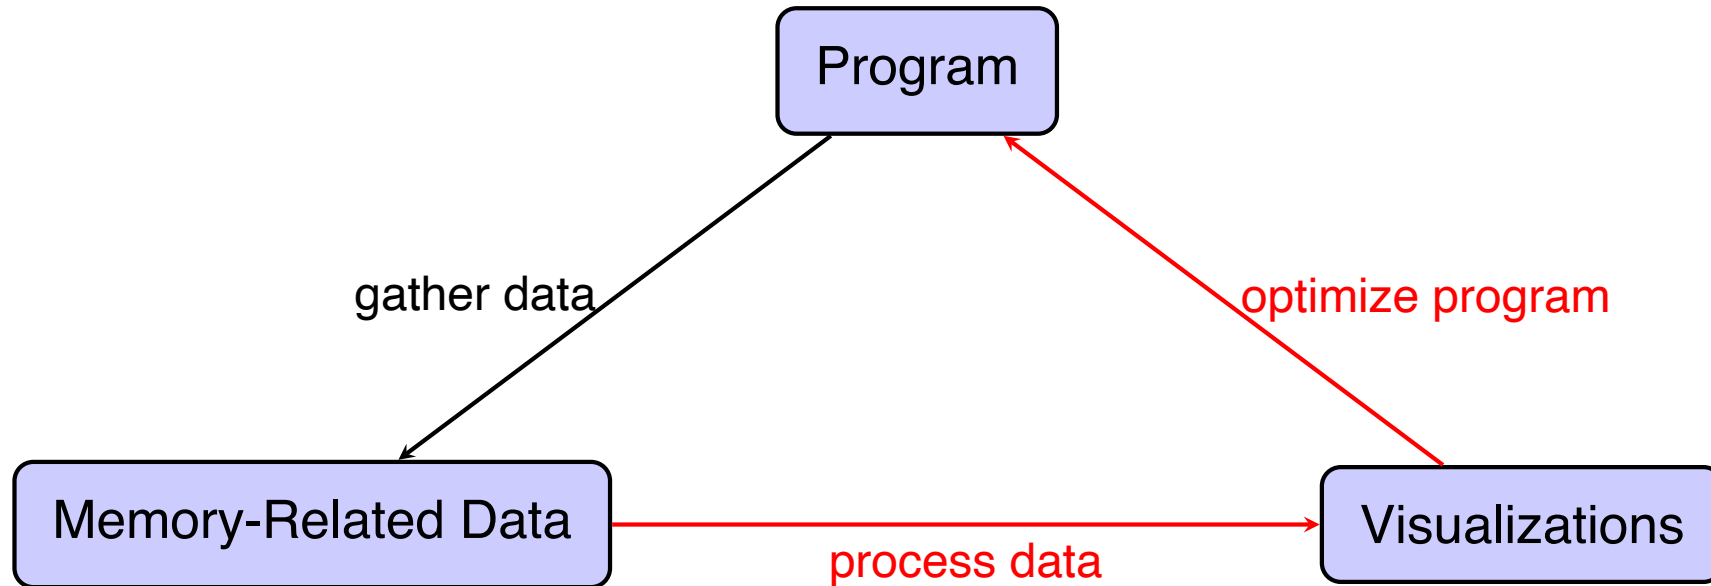 Program
gather data
optimize program
Memory-Related Data
process data
Visualizations